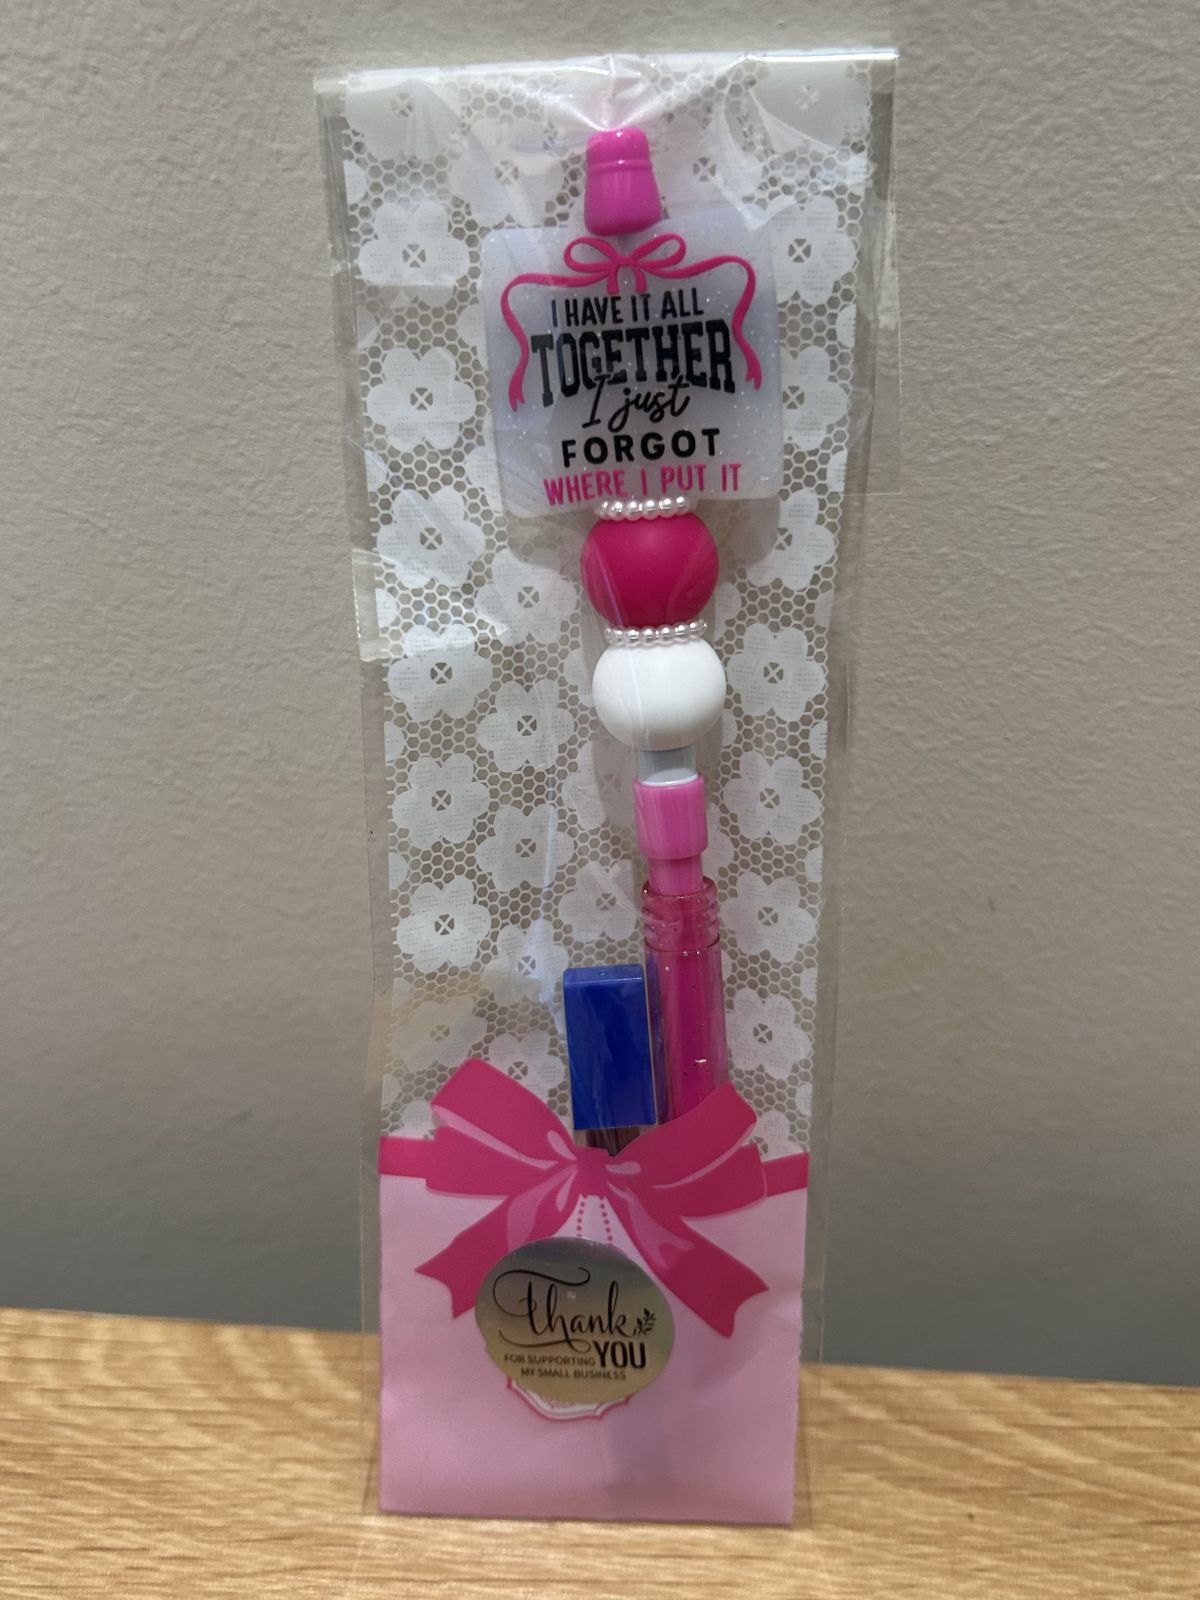 I HAVE IT ALL
TOGETHER
I just
FORGOT
WHERE I PUT IT
Thank
YOU
FOR SUPPORTING
MY SMALL BUSINESS